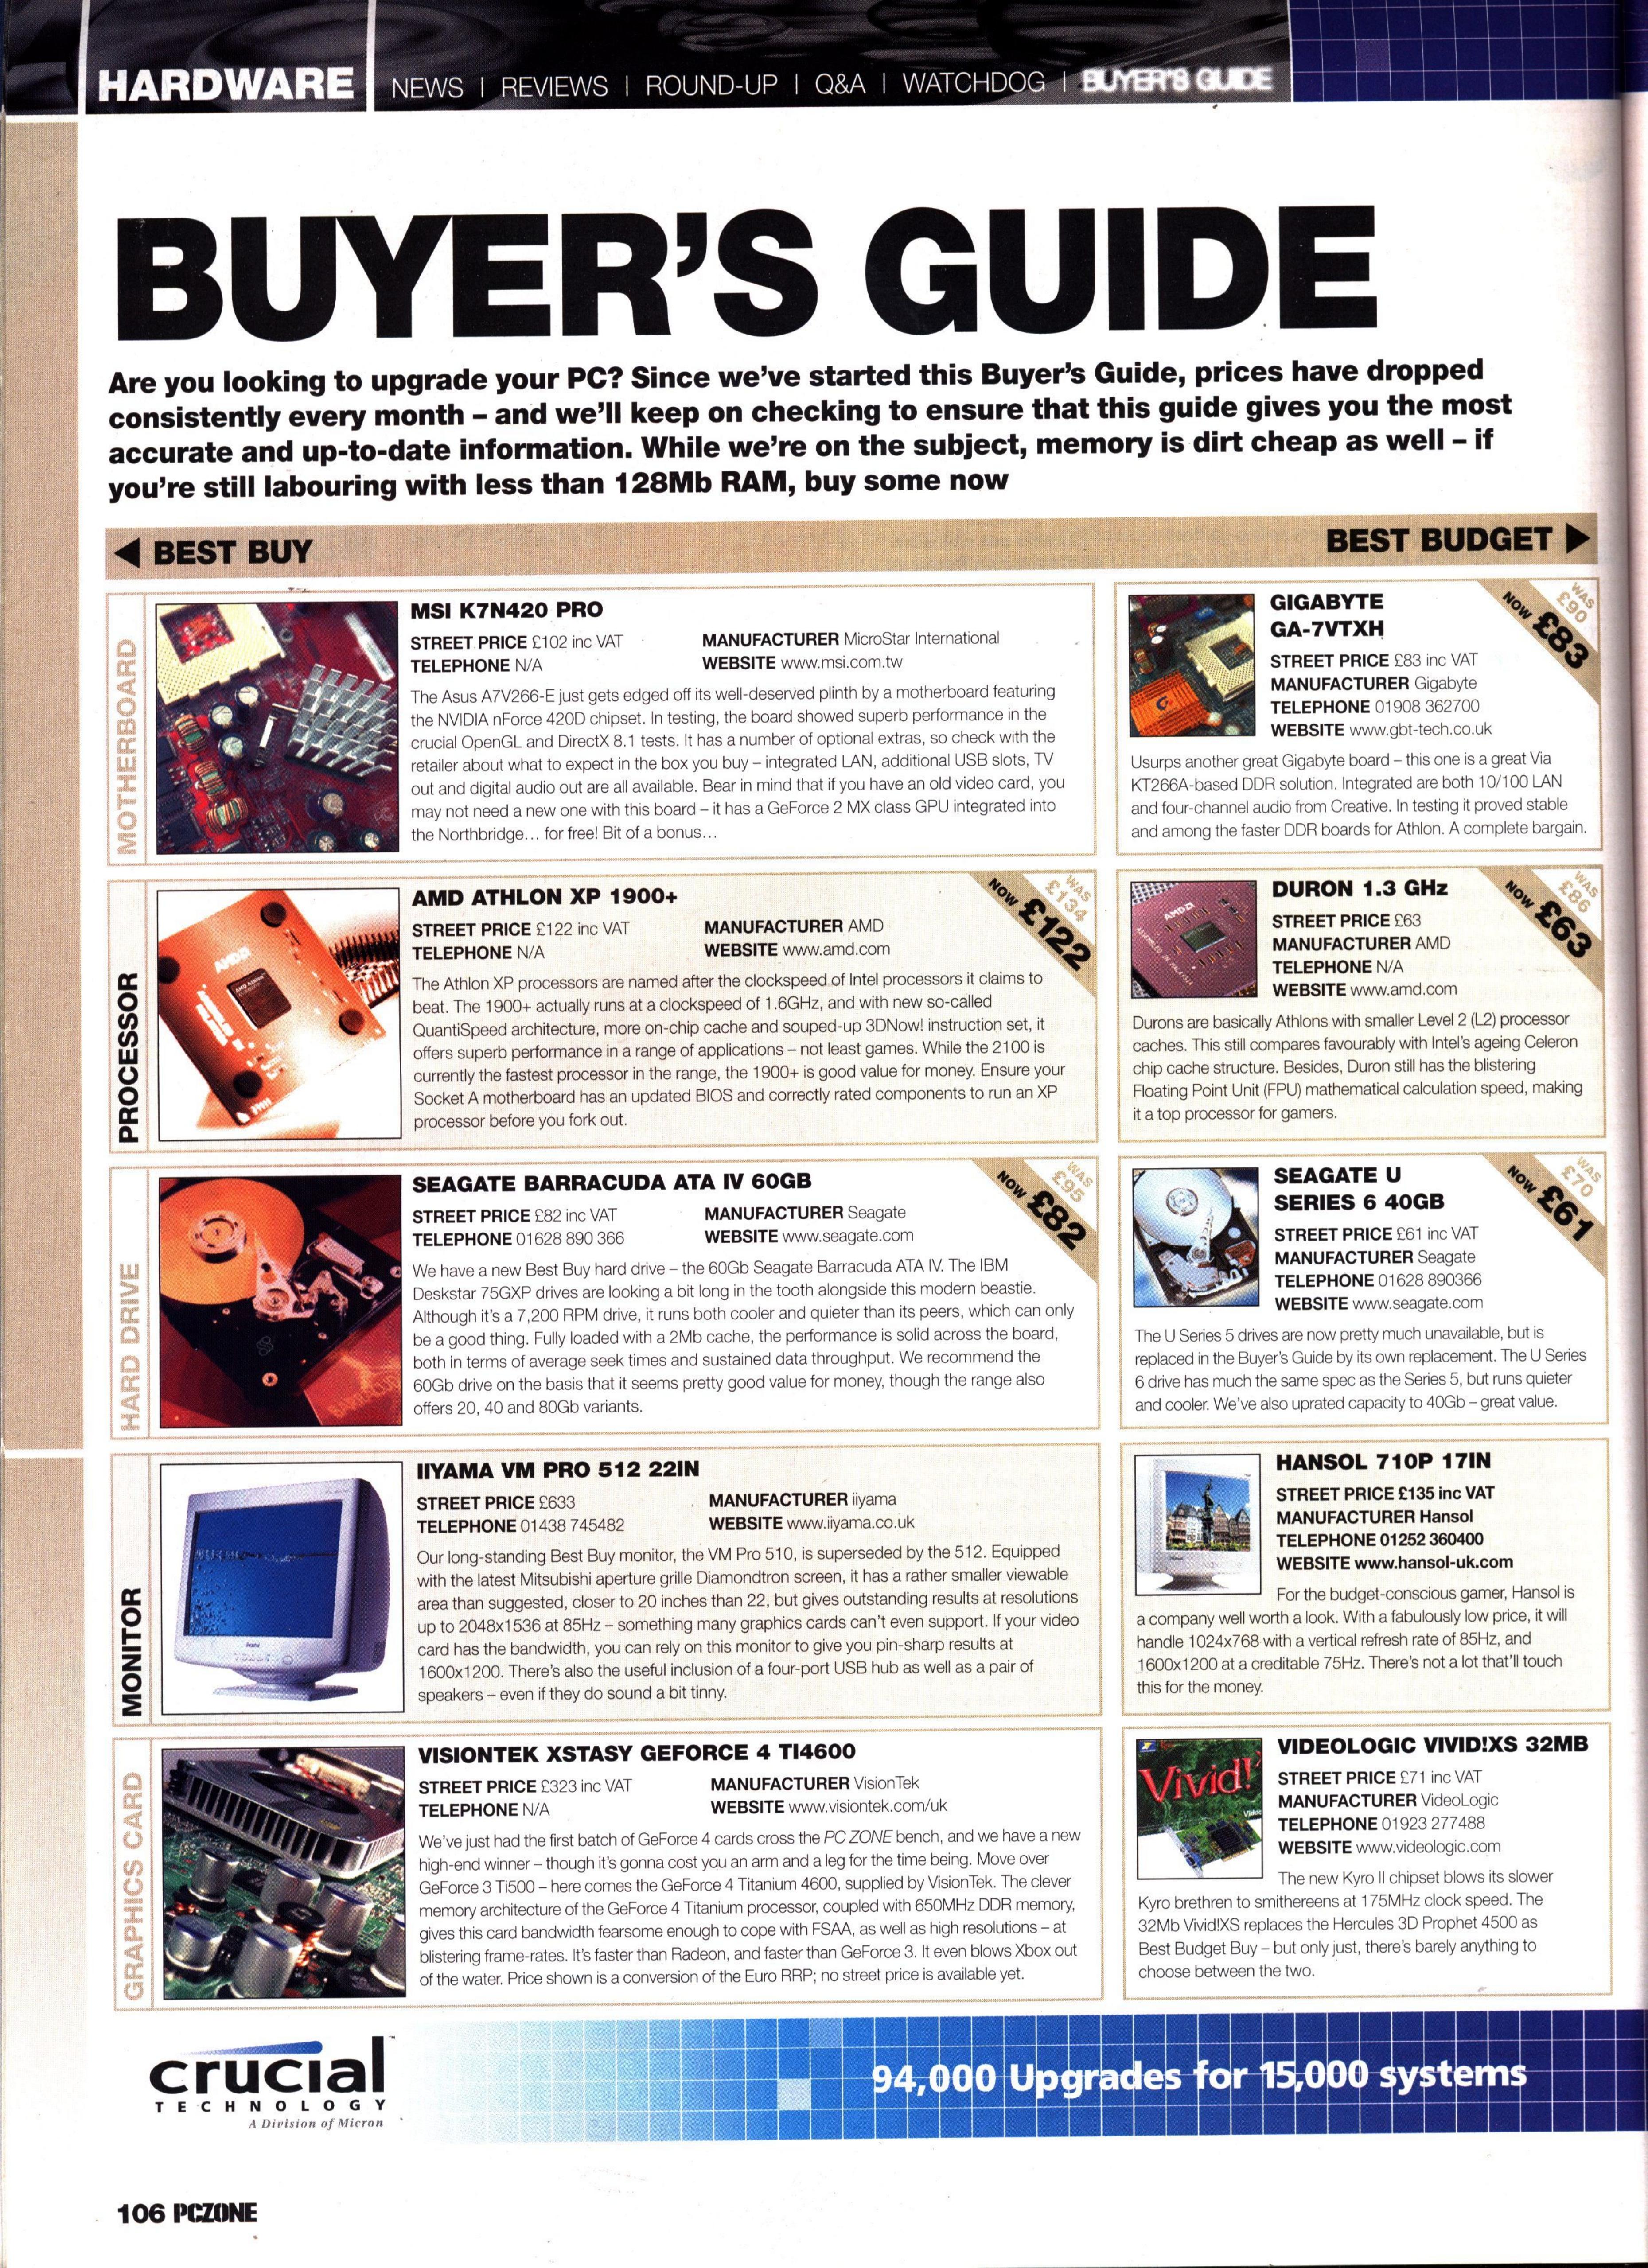 HARDWARE
NEWS | REVIEWS | ROUND-UP | Q&A | WATCHDOG | BUYER'S GUIDE
BUYER'S GUIDE
Are you looking to upgrade your PC? Since we've started this Buyer's Guide, prices have dropped
consistently every month – and we'll keep on checking to ensure that this guide gives you the most
accurate and up-to-date information. While we're on the subject, memory is dirt cheap as well – if
you're still labouring with less than 128Mb RAM, buy some now
BEST BUY
BEST BUDGET
MOTHERBOARD
MSI K7N420 PRO
STREET PRICE £102 inc VAT
TELEPHONE N/A
MANUFACTURER MicroStar International
WEBSITE www.msi.com.tw
The Asus A7V266-E just gets edged off its well-deserved plinth by a motherboard featuring
the NVIDIA nForce 420D chipset. In testing, the board showed superb performance in the
crucial OpenGL and DirectX 8.1 tests. It has a number of optional extras, so check with the
retailer about what to expect in the box you buy – integrated LAN, additional USB slots, TV
out and digital audio out are all available. Bear in mind that if you have an old video card, you
may not need a new one with this board – it has a GeForce 2 MX class GPU integrated into
the Northbridge... for free! Bit of a bonus...
GIGABYTE
GA-7VTXH
WAS
£90
NOW £83
STREET PRICE £83 inc VAT
MANUFACTURER Gigabyte
TELEPHONE 01908 362700
WEBSITE www.gbt-tech.co.uk
Usurps another great Gigabyte board – this one is a great Via
KT266A-based DDR solution. Integrated are both 10/100 LAN
and four-channel audio from Creative. In testing it proved stable
and among the faster DDR boards for Athlon. A complete bargain.
PROCESSOR
AMD ATHLON XP 1900+
STREET PRICE £122 inc VAT
TELEPHONE N/A
MANUFACTURER AMD
WEBSITE www.amd.com
WAS
£134
NOW £122
The Athlon XP processors are named after the clockspeed of Intel processors it claims to
beat. The 1900+ actually runs at a clockspeed of 1.6GHz, and with new so-called
QuantiSpeed architecture, more on-chip cache and souped-up 3DNow! instruction set, it
offers superb performance in a range of applications – not least games. While the 2100 is
currently the fastest processor in the range, the 1900+ is good value for money. Ensure your
Socket A motherboard has an updated BIOS and correctly rated components to run an XP
processor before you fork out.
DURON 1.3 GHz
WAS
£86
NOW £63
STREET PRICE £63
MANUFACTURER AMD
TELEPHONE N/A
WEBSITE www.amd.com
Durons are basically Athlons with smaller Level 2 (L2) processor
caches. This still compares favourably with Intel's ageing Celeron
chip cache structure. Besides, Duron still has the blistering
Floating Point Unit (FPU) mathematical calculation speed, making
it a top processor for gamers.
HARD DRIVE
SEAGATE BARRACUDA ATA IV 60GB
STREET PRICE £82 inc VAT
TELEPHONE 01628 890 366
MANUFACTURER Seagate
WEBSITE www.seagate.com
WAS
£95
NOW £82
We have a new Best Buy hard drive – the 60Gb Seagate Barracuda ATA IV. The IBM
Deskstar 75GXP drives are looking a bit long in the tooth alongside this modern beastie.
Although it's a 7,200 RPM drive, it runs both cooler and quieter than its peers, which can only
be a good thing. Fully loaded with a 2Mb cache, the performance is solid across the board,
both in terms of average seek times and sustained data throughput. We recommend the
60Gb drive on the basis that it seems pretty good value for money, though the range also
offers 20, 40 and 80Gb variants.
SEAGATE U
SERIES 6 40GB
WAS
£70
NOW £61
STREET PRICE £61 inc VAT
MANUFACTURER Seagate
TELEPHONE 01628 890366
WEBSITE www.seagate.com
The U Series 5 drives are now pretty much unavailable, but is
replaced in the Buyer's Guide by its own replacement. The U Series
6 drive has much the same spec as the Series 5, but runs quieter
and cooler. We've also uprated capacity to 40Gb – great value.
MONITOR
IIYAMA VM PRO 512 22IN
STREET PRICE £633
TELEPHONE 01438 745482
MANUFACTURER iiyama
WEBSITE www.iiyama.co.uk
Our long-standing Best Buy monitor, the VM Pro 510, is superseded by the 512. Equipped
with the latest Mitsubishi aperture grille Diamondtron screen, it has a rather smaller viewable
area than suggested, closer to 20 inches than 22, but gives outstanding results at resolutions
up to 2048x1536 at 85Hz – something many graphics cards can't even support. If your video
card has the bandwidth, you can rely on this monitor to give you pin-sharp results at
1600x1200. There's also the useful inclusion of a four-port USB hub as well as a pair of
speakers – even if they do sound a bit tinny.
HANSOL 710P 17IN
STREET PRICE £135 inc VAT
MANUFACTURER Hansol
TELEPHONE 01252 360400
WEBSITE www.hansol-uk.com
For the budget-conscious gamer, Hansol is
a company well worth a look. With a fabulously low price, it will
handle 1024x768 with a vertical refresh rate of 85Hz, and
1600x1200 at a creditable 75Hz. There's not a lot that'll touch
this for the money.
GRAPHICS CARD
VISIONTEK XSTASY GEFORCE 4 TI4600
STREET PRICE £323 inc VAT
TELEPHONE N/A
MANUFACTURER VisionTek
WEBSITE www.visiontek.com/uk
We've just had the first batch of GeForce 4 cards cross the PC ZONE bench, and we have a new
high-end winner – though it's gonna cost you an arm and a leg for the time being. Move over
GeForce 3 Ti500 – here comes the GeForce 4 Titanium 4600, supplied by VisionTek. The clever
memory architecture of the GeForce 4 Titanium processor, coupled with 650MHz DDR memory,
gives this card bandwidth fearsome enough to cope with FSAA, as well as high resolutions – at
blistering frame-rates. It's faster than Radeon, and faster than GeForce 3. It even blows Xbox out
of the water. Price shown is a conversion of the Euro RRP; no street price is available yet.
Vivid!
VIDEOLOGIC VIVID!XS 32MB
STREET PRICE £71 inc VAT
MANUFACTURER VideoLogic
TELEPHONE 01923 277488
WEBSITE www.videologic.com
The new Kyro II chipset blows its slower
Kyro brethren to smithereens at 175MHz clock speed. The
32Mb Vivid!XS replaces the Hercules 3D Prophet 4500 as
Best Budget Buy – but only just, there's barely anything to
choose between the two.
crucial™
TECHNOLOGY
A Division of Micron
94,000 Upgrades for 15,000 systems
106 PCZONE